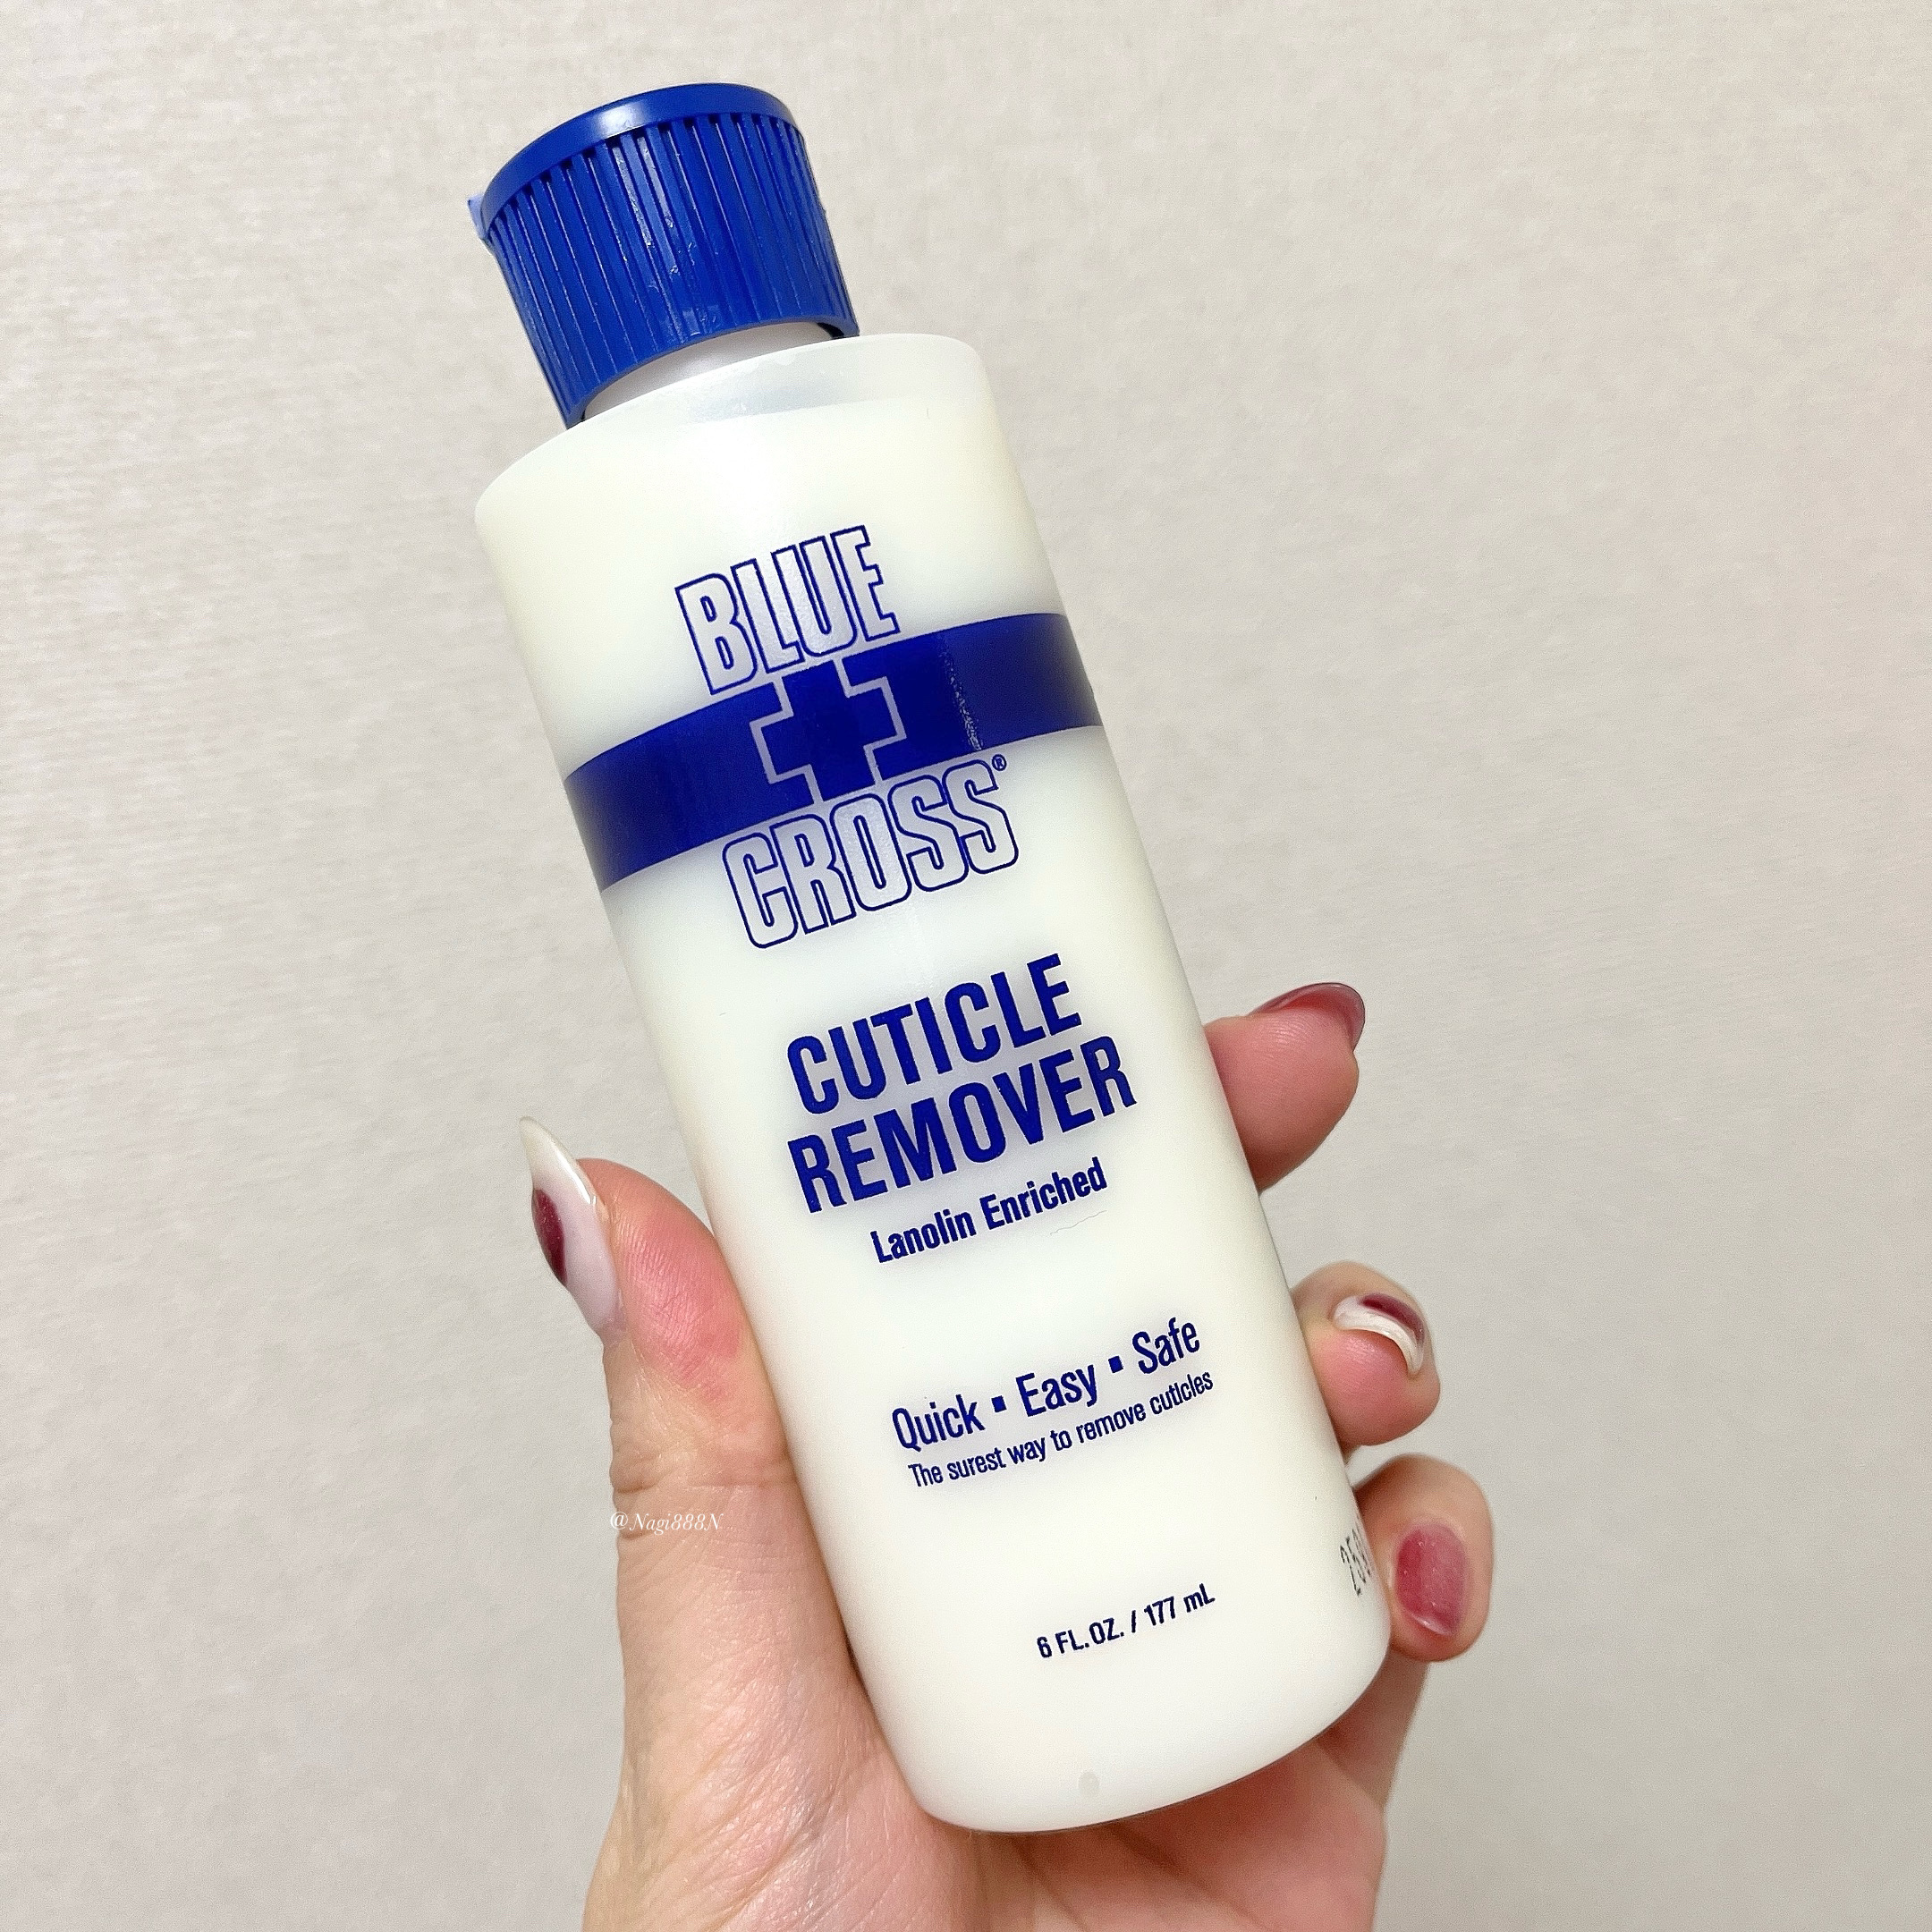 BLUE
CROSS®
CUTICLE
REMOVER
Lanolin Enriched
Quick ▪ Easy ▪ Safe
The surest way to remove cuticles
@Nagi888N
6 FL. OZ. / 177 mL